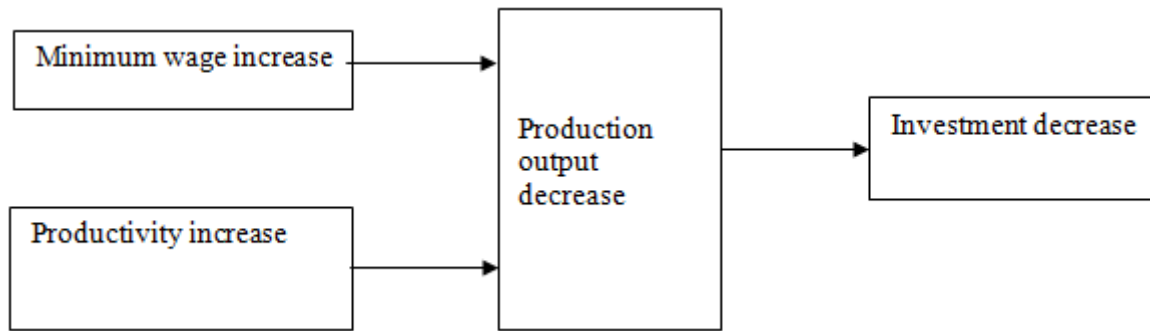 Minimum wage increase
Productivity increase
Production
output
decrease
Investment decrease